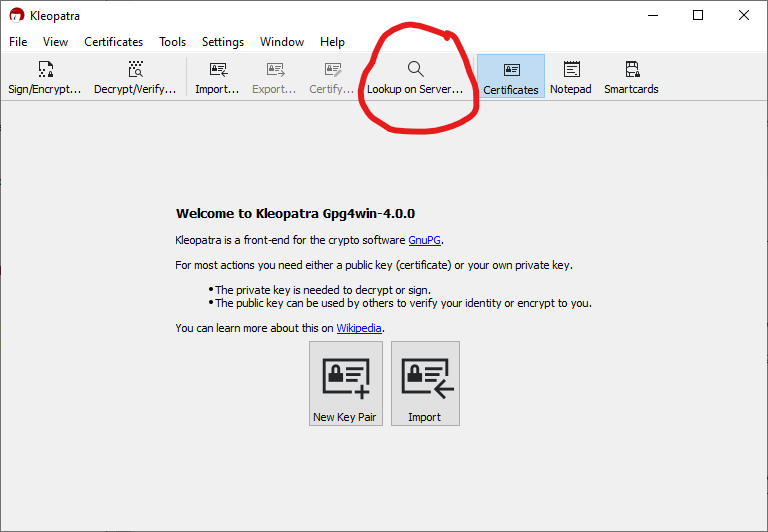 Kleopatra
File View Certificates Tools Settings Window Help
Sign/Encrypt... Decrypt/Verify... Import... Export... Certify... Lookup on Server... Certificates Notepad Smartcards
Welcome to Kleopatra Gpg4win-4.0.0
Kleopatra is a front-end for the crypto software GnuPG.
For most actions you need either a public key (certificate) or your own private key.
•The private key is needed to decrypt or sign.
•The public key can be used by others to verify your identity or encrypt to you.
You can learn more about this on Wikipedia.
New Key Pair Import